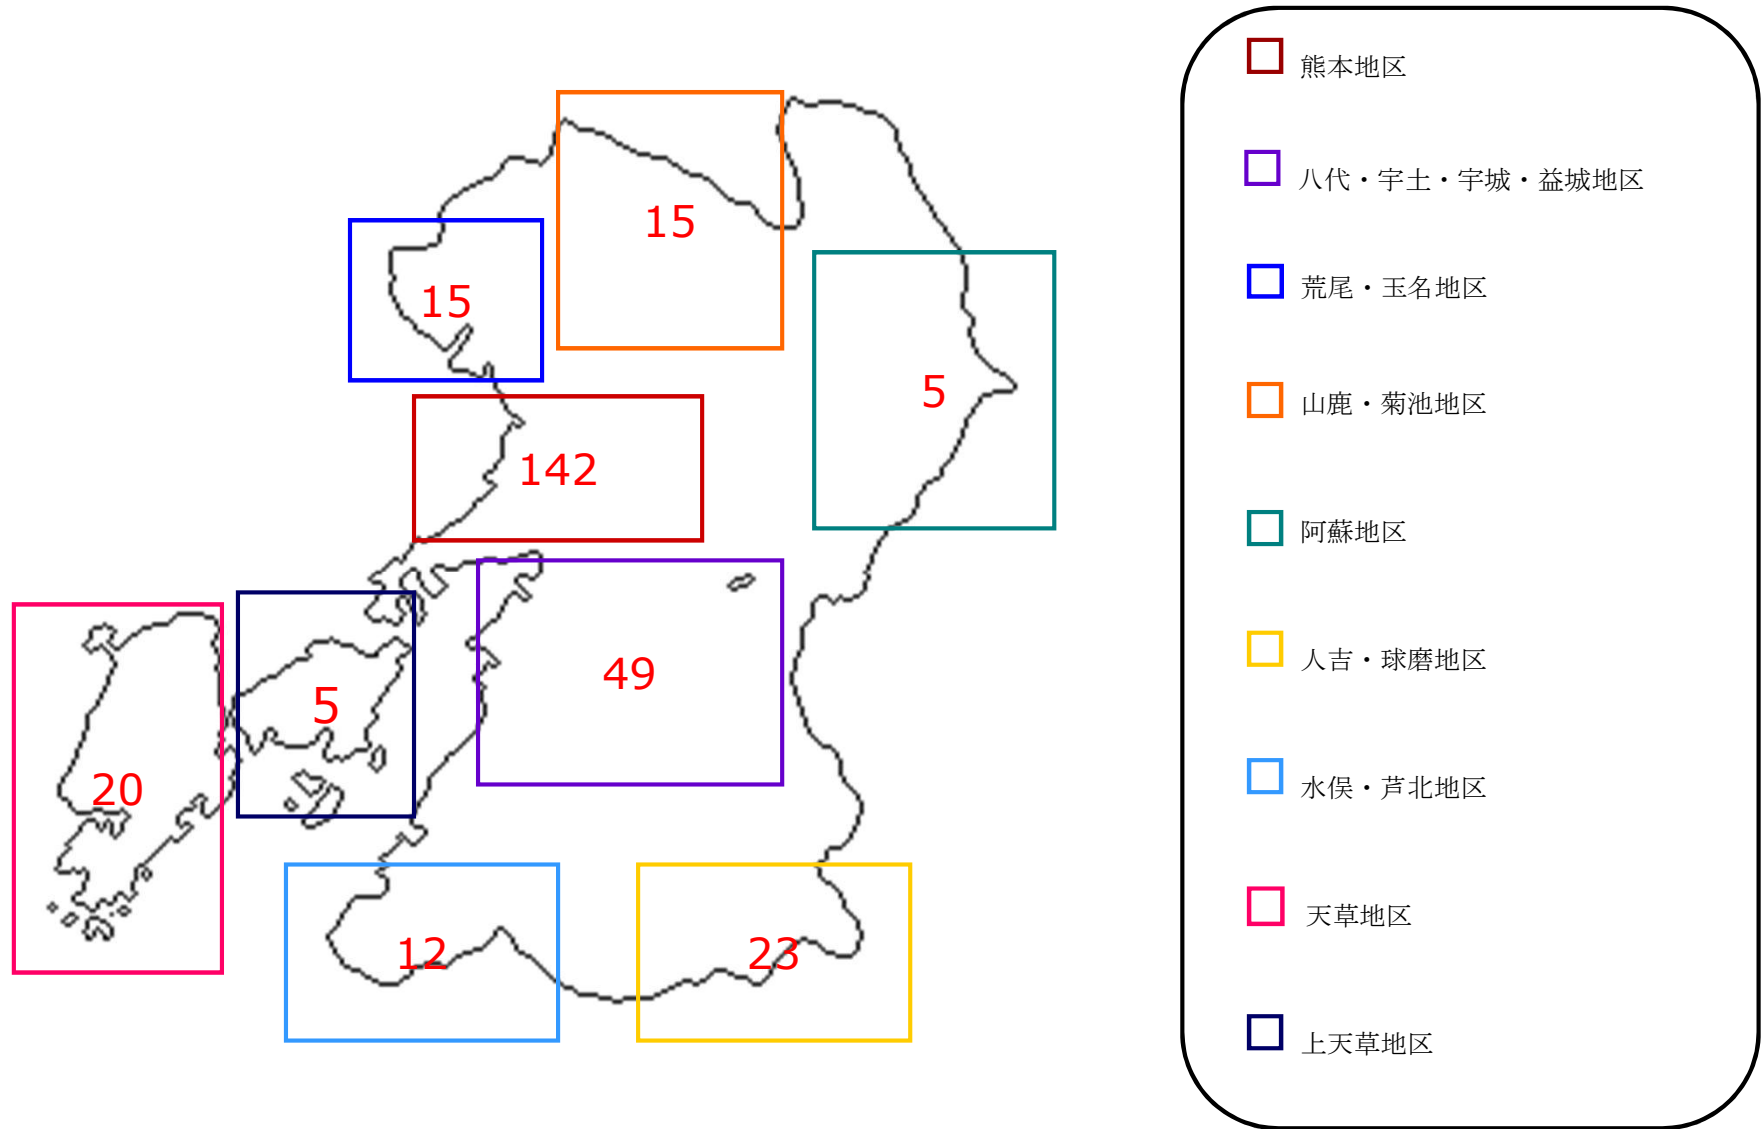 15
15
5
142
49
5
20
12
23
熊本地区
八代・宇土・宇城・益城地区
荒尾・玉名地区
山鹿・菊池地区
阿蘇地区
人吉・球磨地区
水俣・芦北地区
天草地区
上天草地区